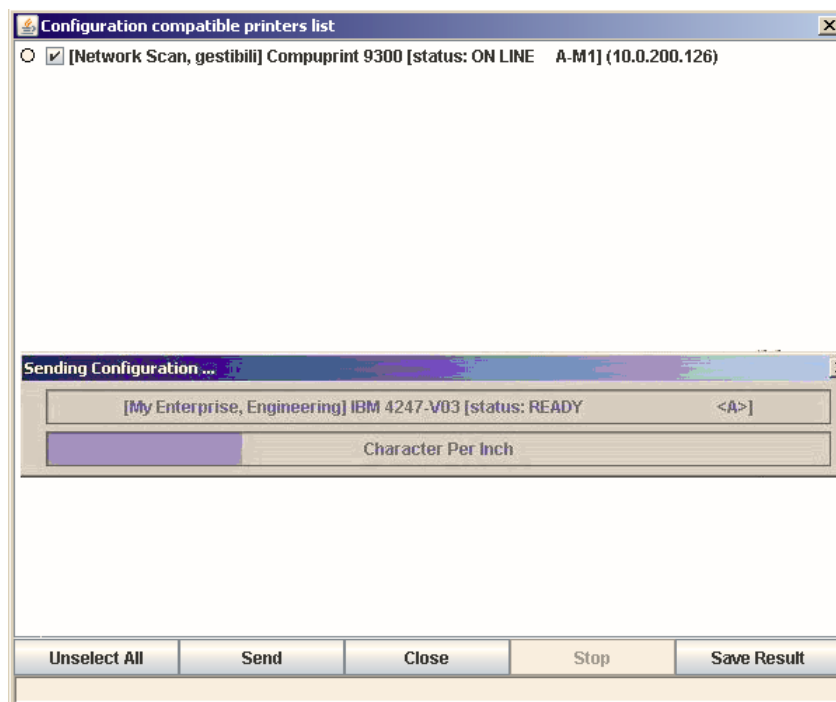 Configuration compatible printers list
[Network Scan, gestibili] Compuprint 9300 [status: ON LINE A-M1] (10.0.200.126)
Sending Configuration ...
[My Enterprise, Engineering] IBM 4247-V03 [status: READY <A>]
Character Per Inch
Unselect All Send Close Stop Save Result